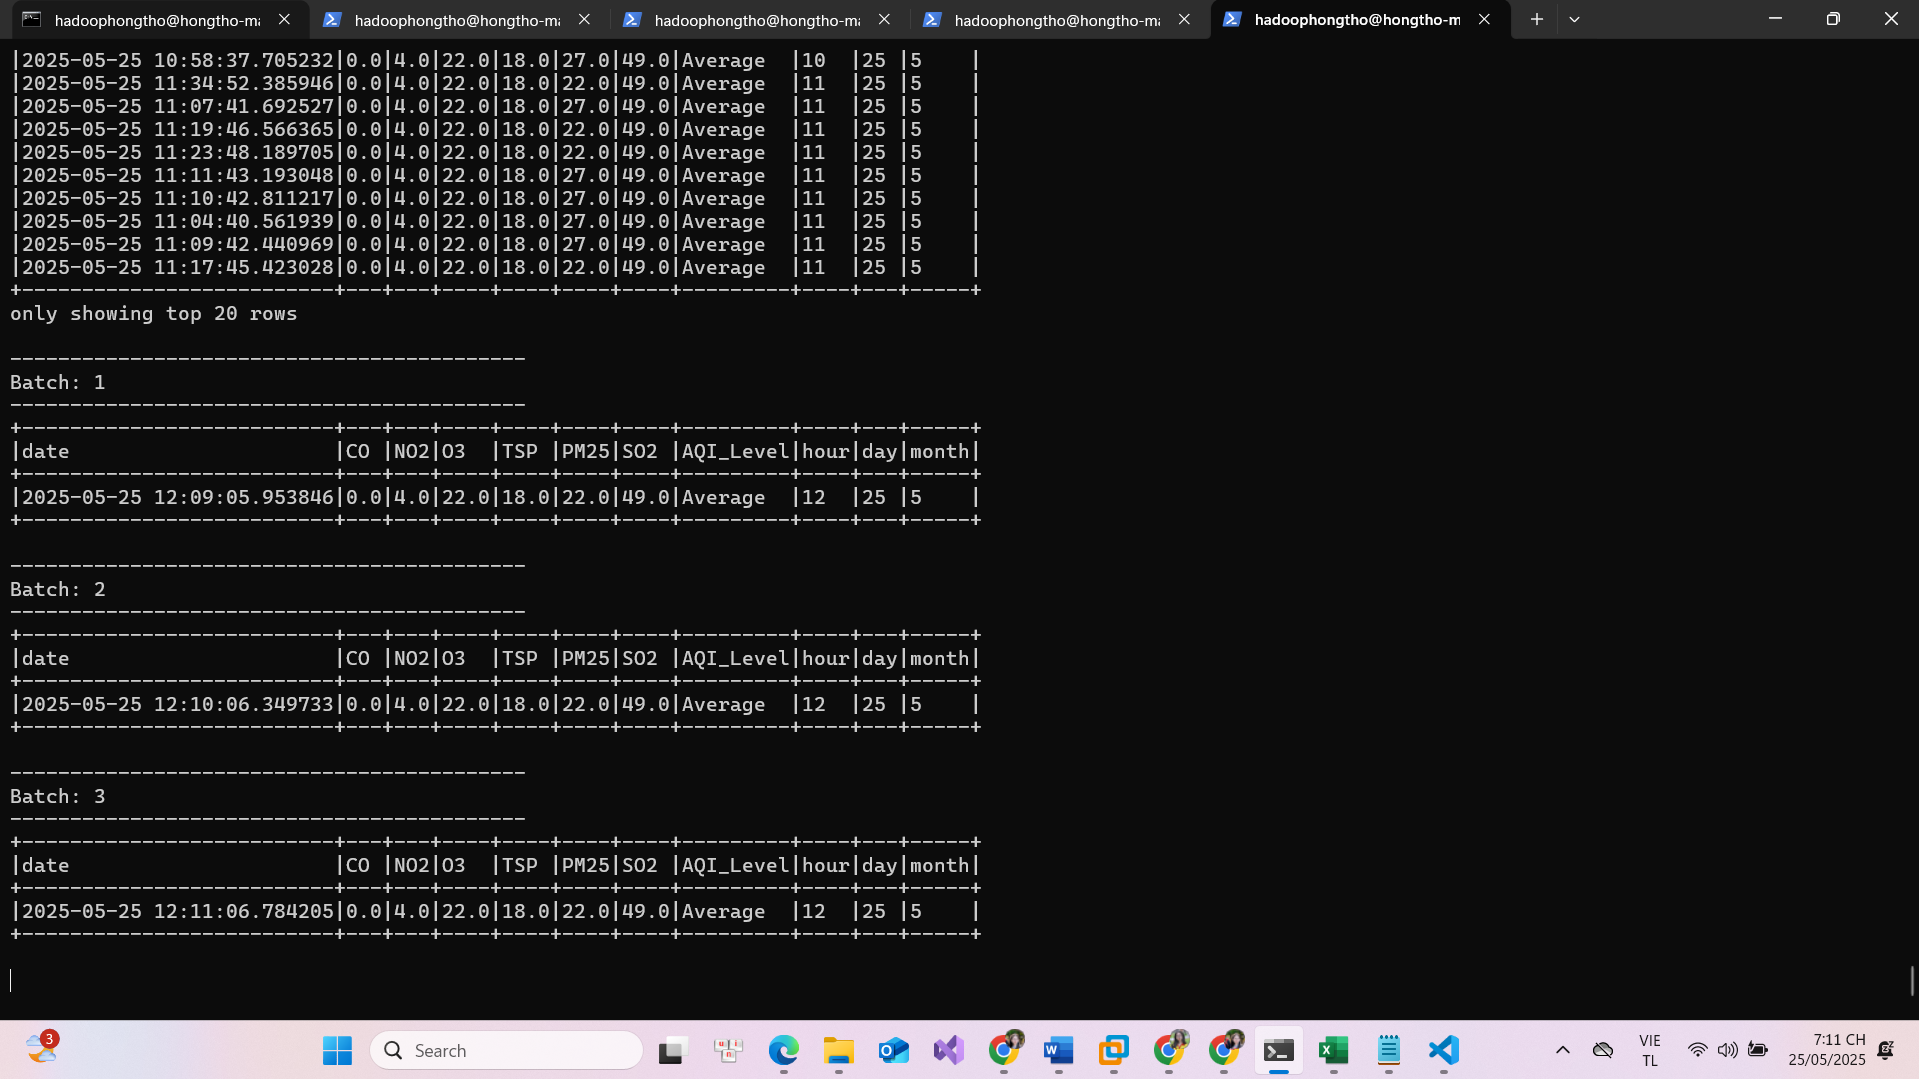 hadoophongtho@hongtho-ma hadoophongtho@hongtho-ma hadoophongtho@hongtho-ma hadoophongtho@hongtho-ma hadoophongtho@hongtho-m
|2025-05-25 10:58:37.705232|0.0|4.0|22.0|18.0|27.0|49.0|Average  |10  |25 |5    |
|2025-05-25 11:34:52.385946|0.0|4.0|22.0|18.0|22.0|49.0|Average  |11  |25 |5    |
|2025-05-25 11:07:41.692527|0.0|4.0|22.0|18.0|27.0|49.0|Average  |11  |25 |5    |
|2025-05-25 11:19:46.566365|0.0|4.0|22.0|18.0|22.0|49.0|Average  |11  |25 |5    |
|2025-05-25 11:23:48.189705|0.0|4.0|22.0|18.0|22.0|49.0|Average  |11  |25 |5    |
|2025-05-25 11:11:43.193048|0.0|4.0|22.0|18.0|27.0|49.0|Average  |11  |25 |5    |
|2025-05-25 11:10:42.811217|0.0|4.0|22.0|18.0|27.0|49.0|Average  |11  |25 |5    |
|2025-05-25 11:04:40.561939|0.0|4.0|22.0|18.0|27.0|49.0|Average  |11  |25 |5    |
|2025-05-25 11:09:42.440969|0.0|4.0|22.0|18.0|27.0|49.0|Average  |11  |25 |5    |
|2025-05-25 11:17:45.423028|0.0|4.0|22.0|18.0|22.0|49.0|Average  |11  |25 |5    |
+--------------------------+---+---+----+----+----+----+---------+----+---+-----+
only showing top 20 rows
-------------------------------------------
Batch: 1
-------------------------------------------
+--------------------------+---+---+----+----+----+----+---------+----+---+-----+
|date                      |CO |NO2|O3  |TSP |PM25|SO2 |AQI_Level|hour|day|month|
+--------------------------+---+---+----+----+----+----+---------+----+---+-----+
|2025-05-25 12:09:05.953846|0.0|4.0|22.0|18.0|22.0|49.0|Average  |12  |25 |5    |
+--------------------------+---+---+----+----+----+----+---------+----+---+-----+
-------------------------------------------
Batch: 2
-------------------------------------------
+--------------------------+---+---+----+----+----+----+---------+----+---+-----+
|date                      |CO |NO2|O3  |TSP |PM25|SO2 |AQI_Level|hour|day|month|
+--------------------------+---+---+----+----+----+----+---------+----+---+-----+
|2025-05-25 12:10:06.349733|0.0|4.0|22.0|18.0|22.0|49.0|Average  |12  |25 |5    |
+--------------------------+---+---+----+----+----+----+---------+----+---+-----+
-------------------------------------------
Batch: 3
-------------------------------------------
+--------------------------+---+---+----+----+----+----+---------+----+---+-----+
|date                      |CO |NO2|O3  |TSP |PM25|SO2 |AQI_Level|hour|day|month|
+--------------------------+---+---+----+----+----+----+---------+----+---+-----+
|2025-05-25 12:11:06.784205|0.0|4.0|22.0|18.0|22.0|49.0|Average  |12  |25 |5    |
+--------------------------+---+---+----+----+----+----+---------+----+---+-----+
3
Search
VIE
TL
7:11 CH
25/05/2025